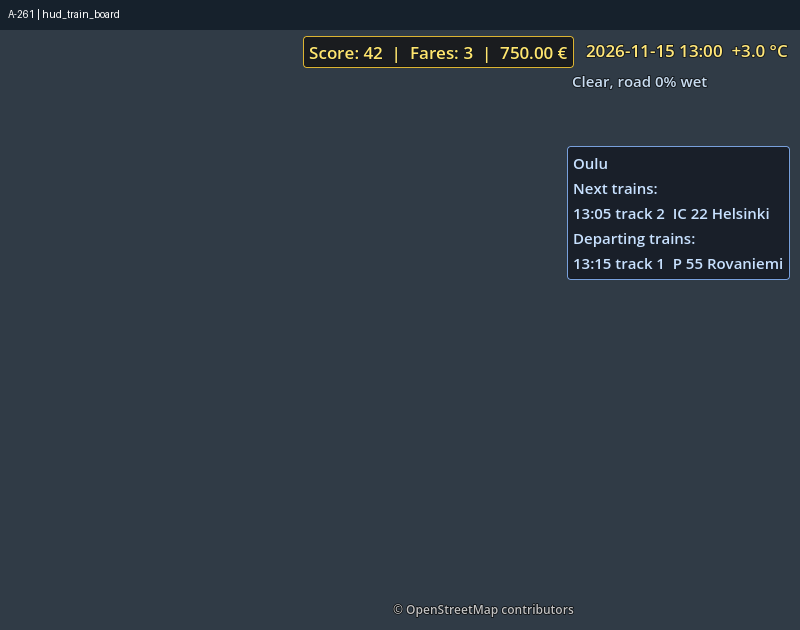 A-261 | hud_train_board
Score: 42 | Fares: 3 | 750.00 €
2026-11-15 13:00 +3.0 °C
Clear, road 0% wet
Oulu
Next trains:
13:05 track 2 IC 22 Helsinki
Departing trains:
13:15 track 1 P 55 Rovaniemi
© OpenStreetMap contributors